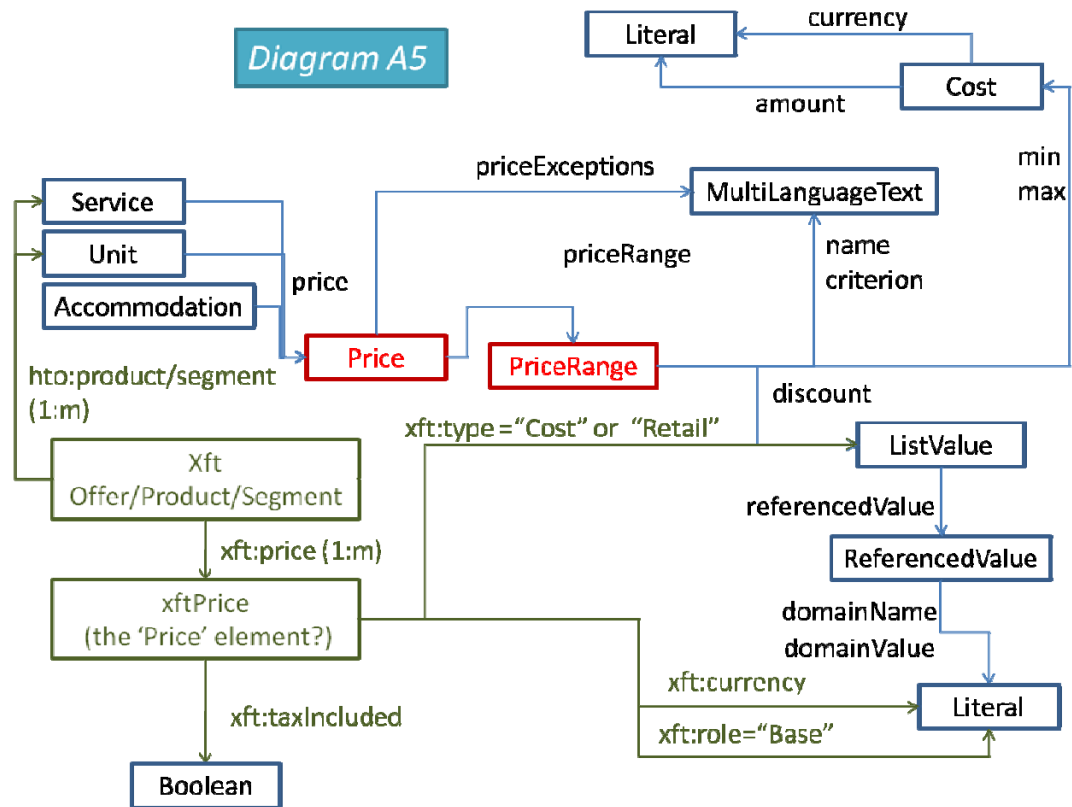 Diagram A5
currency
Literal
Cost
amount
min
max
priceExceptions
MultiLanguageText
Service
Unit
priceRange
name
criterion
price
Accommodation
Price
PriceRange
hto:product/segment
(1:m)
discount
xft:type ="Cost" or "Retail"
ListValue
Xft
Offer/Product/Segment
referencedValue
xft:price (1:m)
ReferencedValue
xftPrice
(the 'Price' element?)
domainName
domainValue
xft:currency
Literal
xft:taxIncluded
xft:role="Base"
Boolean